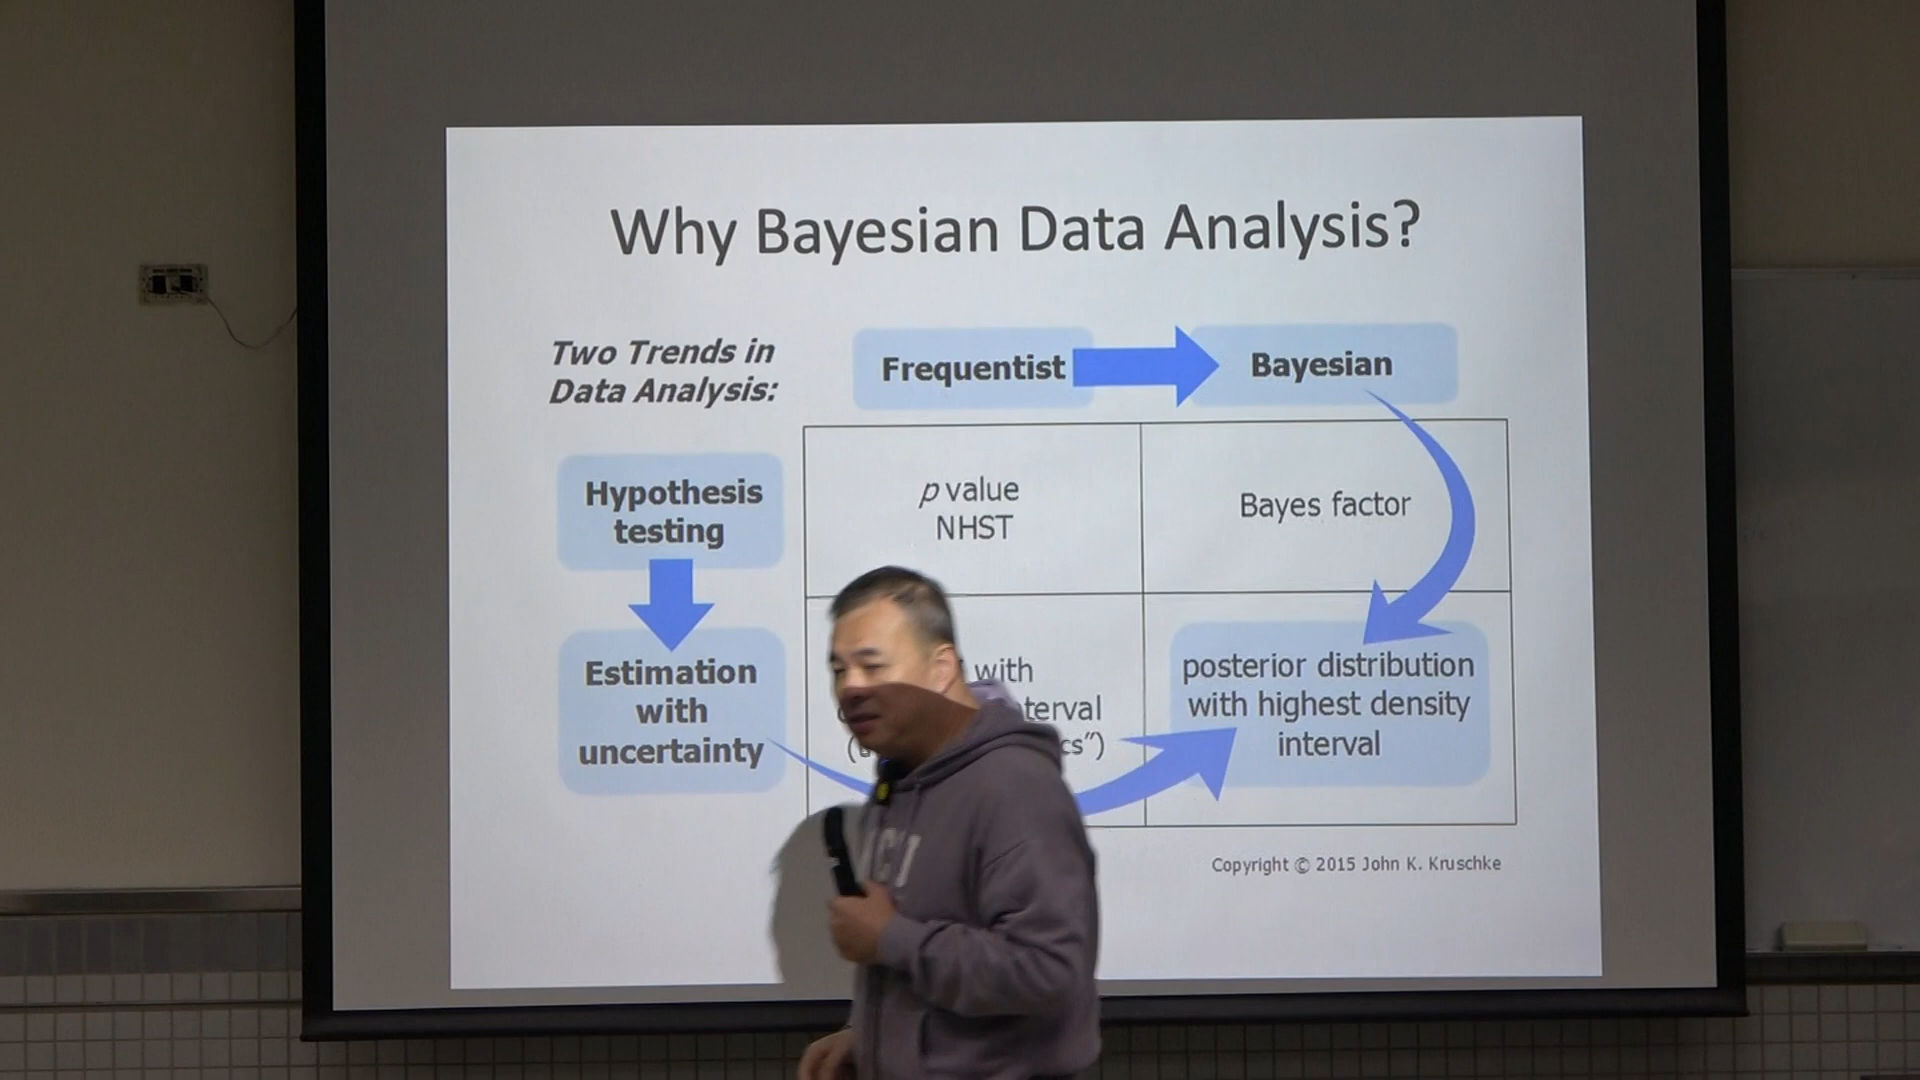 Why Bayesian Data Analysis?
Two Trends in
Data Analysis:
Frequentist
Bayesian
Hypothesis
testing
p value
NHST
Bayes factor
Estimation
with
uncertainty
with
posterior distribution
with highest density
interval
Copyright © 2015 John K. Kruschke